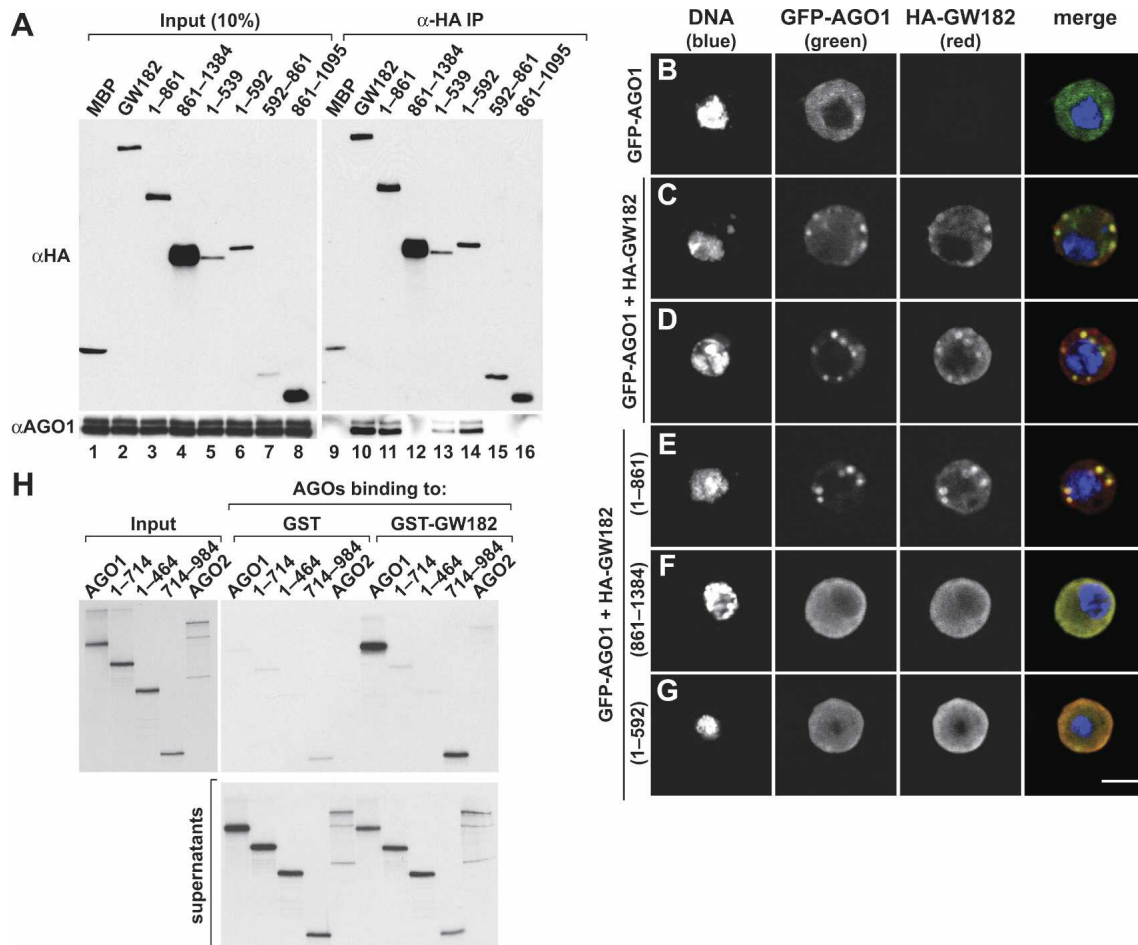 A
Input (10%)
α-HA IP
MBP
GW182
1–861
861–1384
1–539
1–592
592–861
861–1095
MBP
GW182
1–861
861–1384
1–539
1–592
592–861
861–1095
αHA
αAGO1
1 2 3 4 5 6 7 8 9 10 11 12 13 14 15 16
H
AGOs binding to:
Input
GST
GST-GW182
AGO1
1–714
1–464
714–984
AGO2
AGO1
1–714
1–464
714–984
AGO2
AGO1
1–714
1–464
714–984
AGO2
supernatants
DNA
(blue)
GFP-AGO1
(green)
HA-GW182
(red)
merge
B
GFP-AGO1
C
D
GFP-AGO1 + HA-GW182
E
(1–861)
F
(861–1384)
G
(1–592)
GFP-AGO1 + HA-GW182